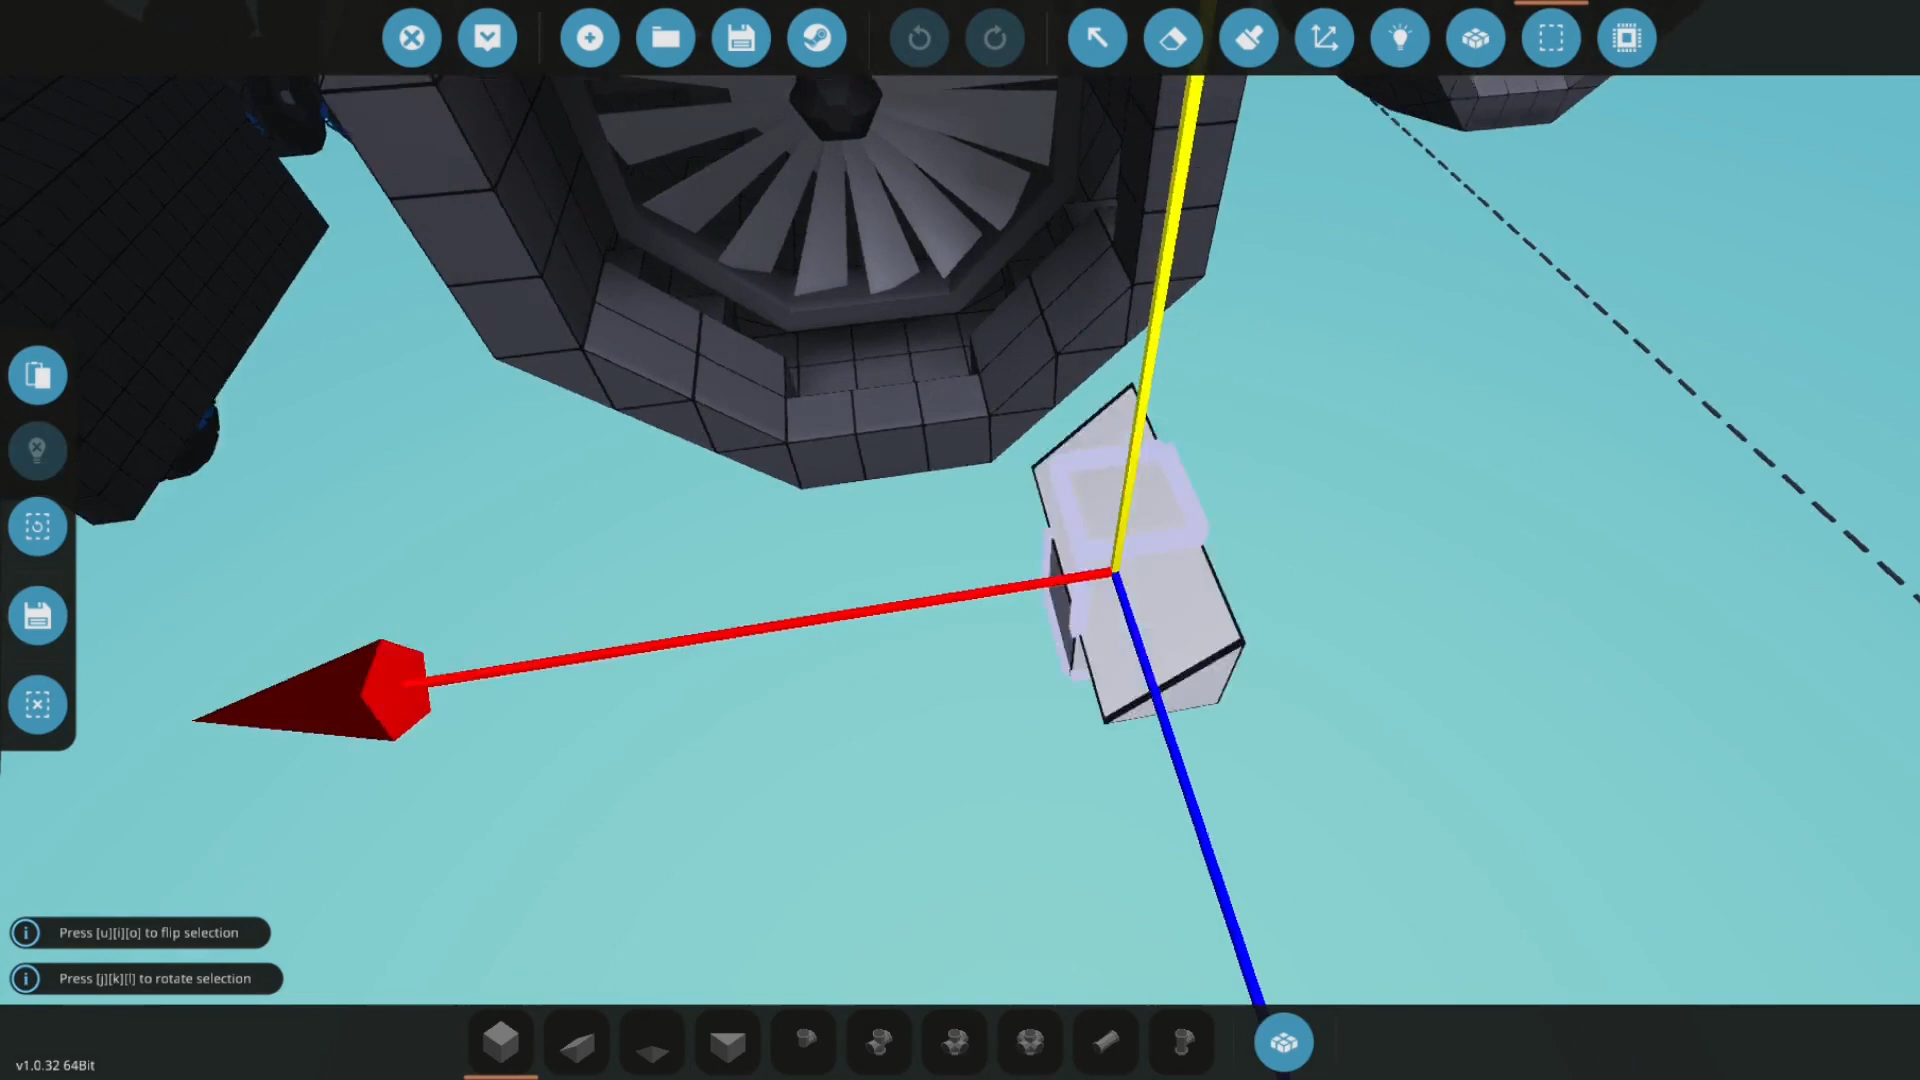 Press [u][i][o] to flip selection
Press [j][k][l] to rotate selection
v1.0.32 64Bit